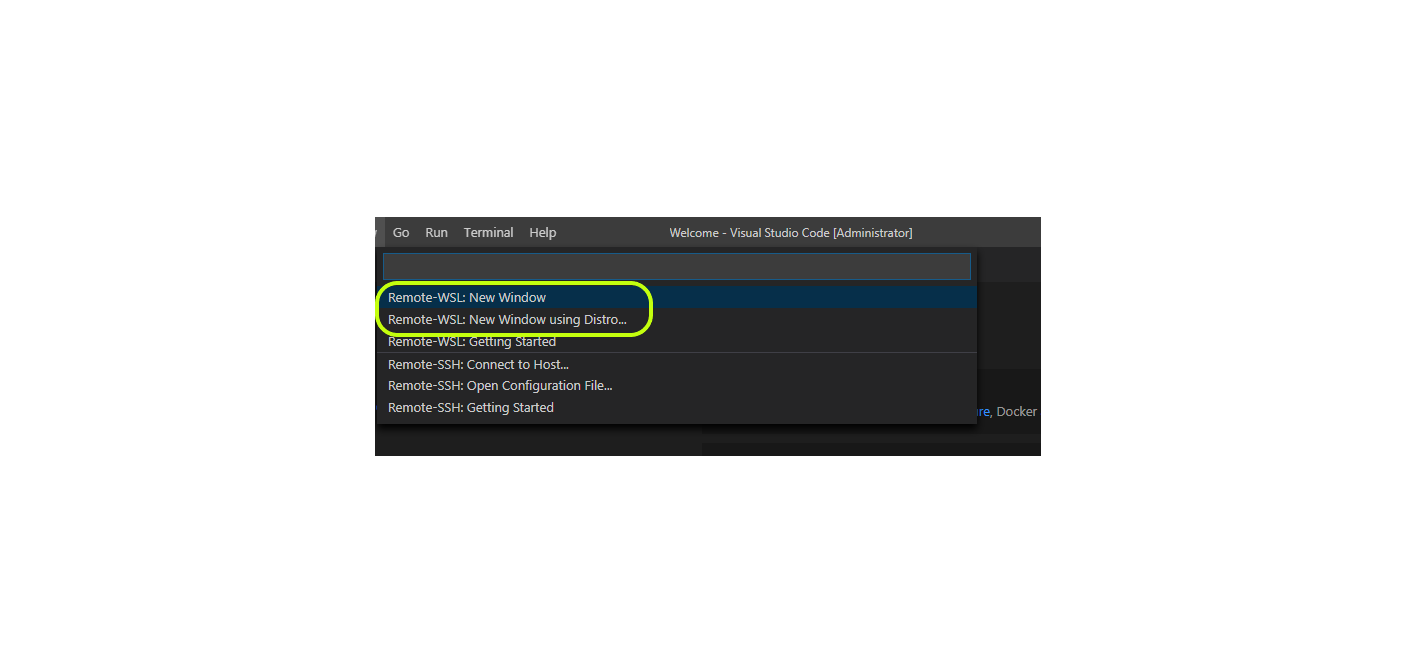 Go Run Terminal Help Welcome - Visual Studio Code [Administrator]
Remote-WSL: New Window
Remote-WSL: New Window using Distro...
Remote-WSL: Getting Started
Remote-SSH: Connect to Host...
Remote-SSH: Open Configuration File...
Remote-SSH: Getting Started
re, Docker